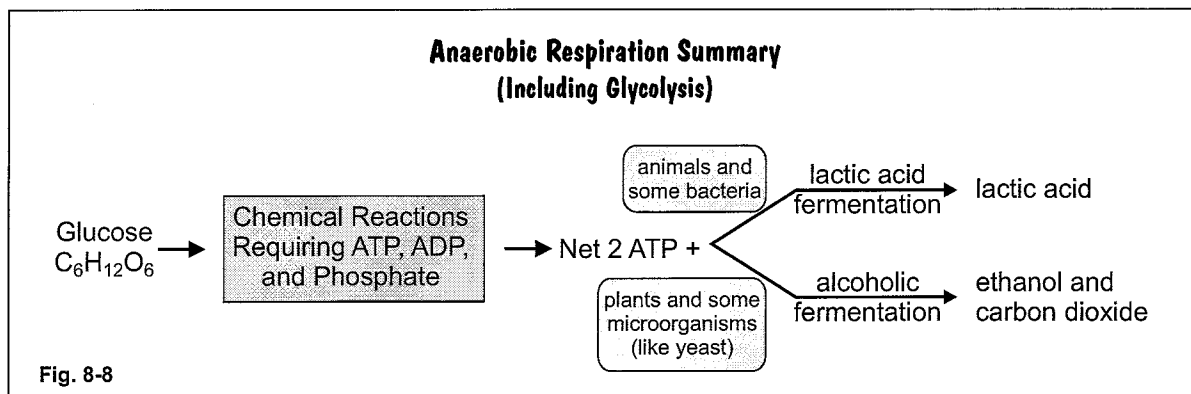 Anaerobic Respiration Summary
(Including Glycolysis)
Glucose
C₆H₁₂O₆
Chemical Reactions
Requiring ATP, ADP,
and Phosphate
Net 2 ATP +
animals and
some bacteria
lactic acid
fermentation
lactic acid
plants and some
microorganisms
(like yeast)
alcoholic
fermentation
ethanol and
carbon dioxide
Fig. 8-8